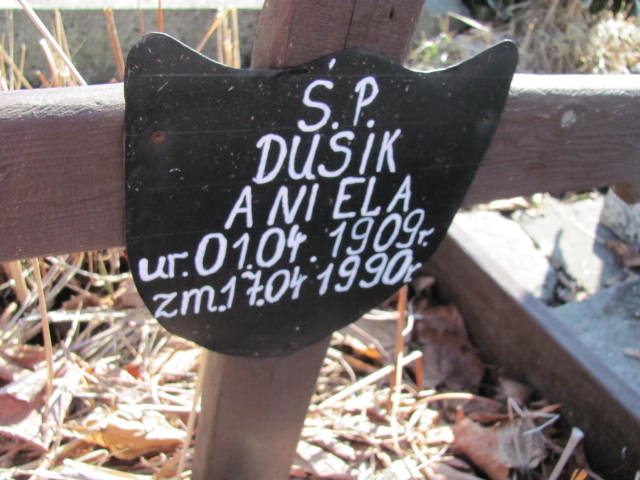 Ś.P.
DUSIK
ANIELA
ur. 01.04. 1909r.
zm. 17.04 1990r.